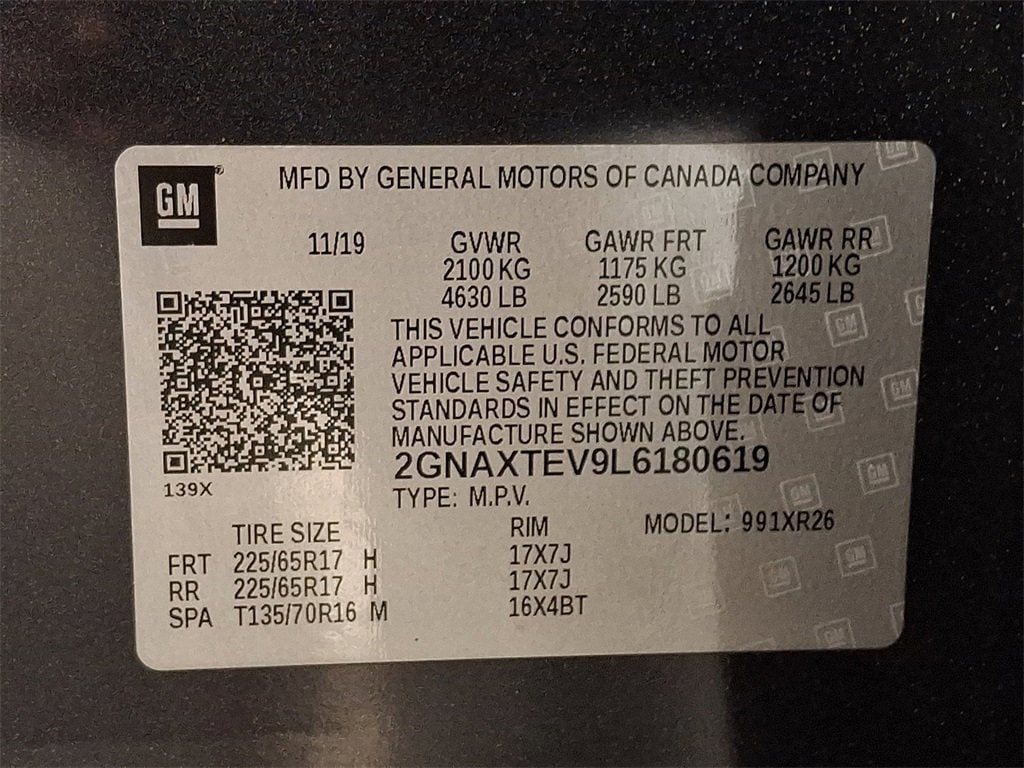 GM®
MFD BY GENERAL MOTORS OF CANADA COMPANY
11/19 GVWR GAWR FRT GAWR RR
2100 KG 1175 KG 1200 KG
4630 LB 2590 LB 2645 LB
THIS VEHICLE CONFORMS TO ALL
APPLICABLE U.S. FEDERAL MOTOR
VEHICLE SAFETY AND THEFT PREVENTION
STANDARDS IN EFFECT ON THE DATE OF
MANUFACTURE SHOWN ABOVE.
2GNAXTEV9L6180619
139X
TYPE: M.P.V.
TIRE SIZE RIM MODEL: 991XR26
FRT 225/65R17 H 17X7J
RR 225/65R17 H 17X7J
SPA T135/70R16 M 16X4BT